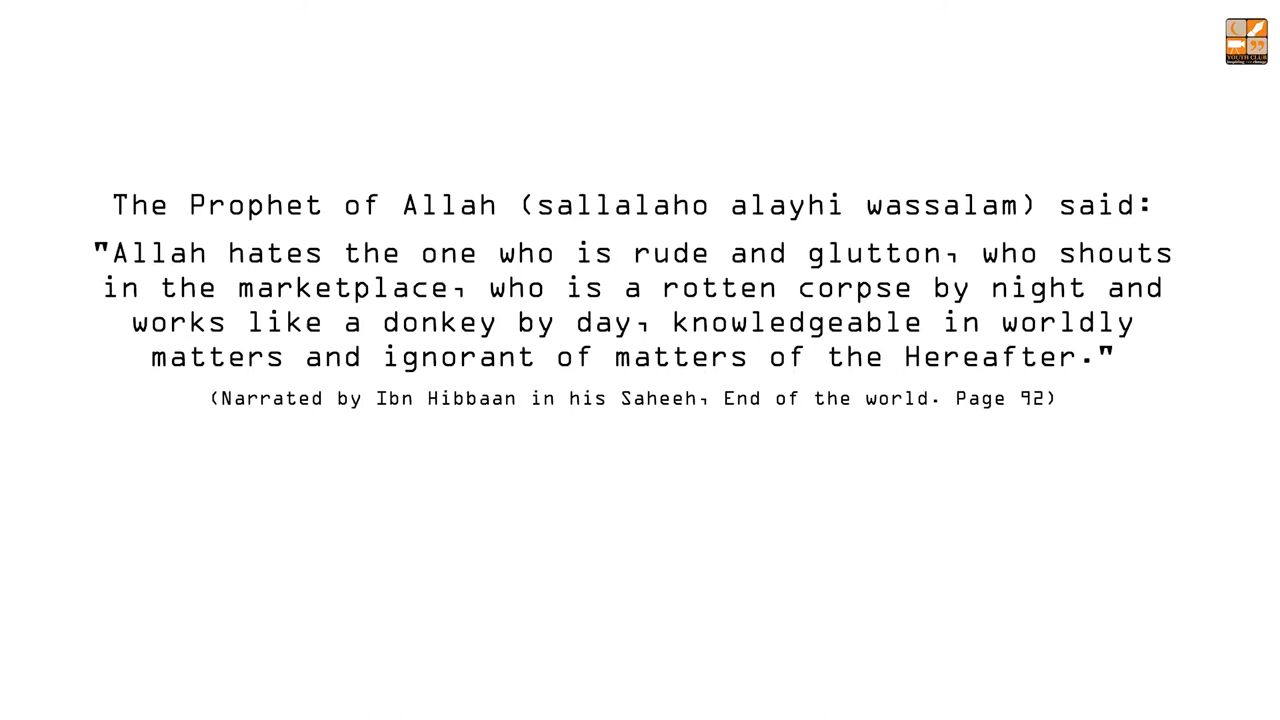 The Prophet of Allah (sallalaho alayhi wassalam) said:
"Allah hates the one who is rude and glutton, who shouts
in the marketplace, who is a rotten corpse by night and
works like a donkey by day, knowledgeable in worldly
matters and ignorant of matters of the Hereafter."
(Narrated by Ibn Hibbaan in his Saheeh, End of the world. Page 92)
YOUTH CLUB